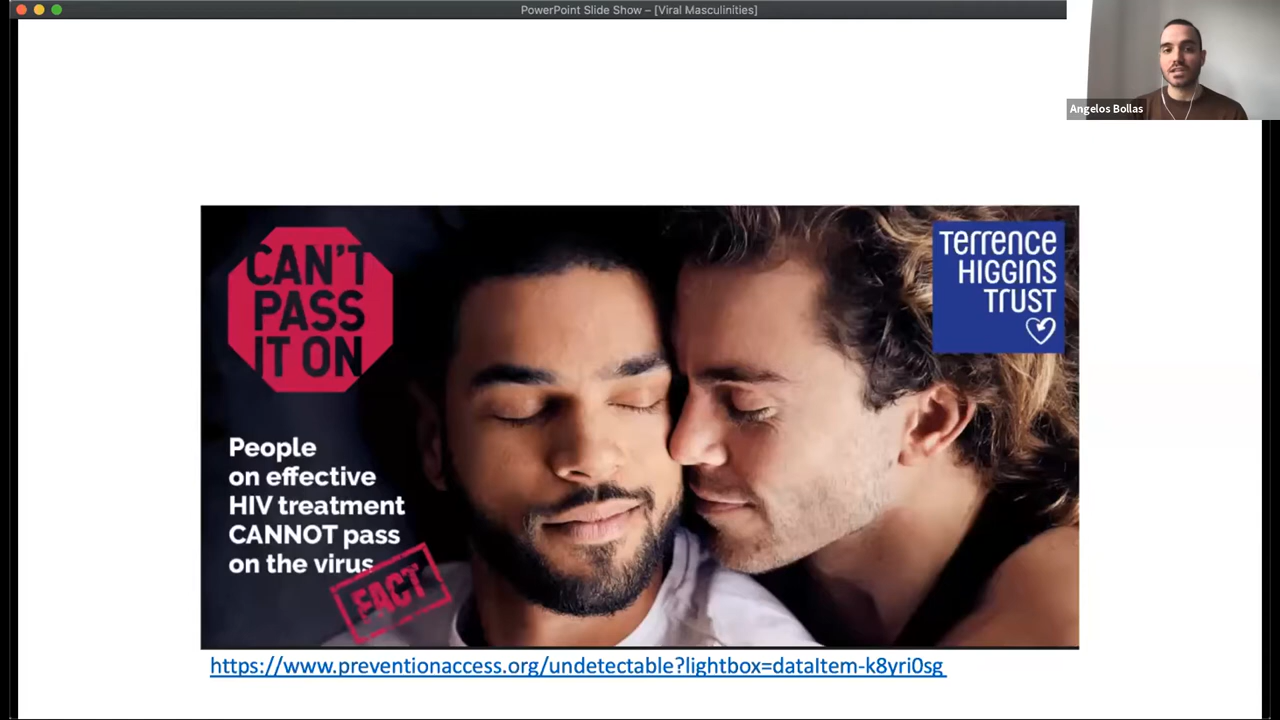 PowerPoint Slide Show – [Viral Masculinities]
Angelos Bollas
CAN'T
PASS
IT ON
TERRENCE
HIGGINS
TRUST
People
on effective
HIV treatment
CANNOT pass
on the virus
FACT
https://www.preventionaccess.org/undetectable?lightbox=dataItem-k8yri0sg